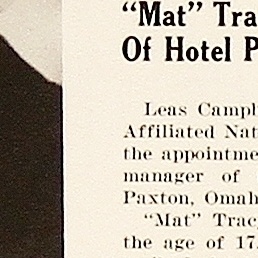 “Mat” Tra
Of Hotel P
Leas Campb
Affiliated Nat
the appointme
manager of
Paxton, Omah
“Mat” Trac
the age of 17